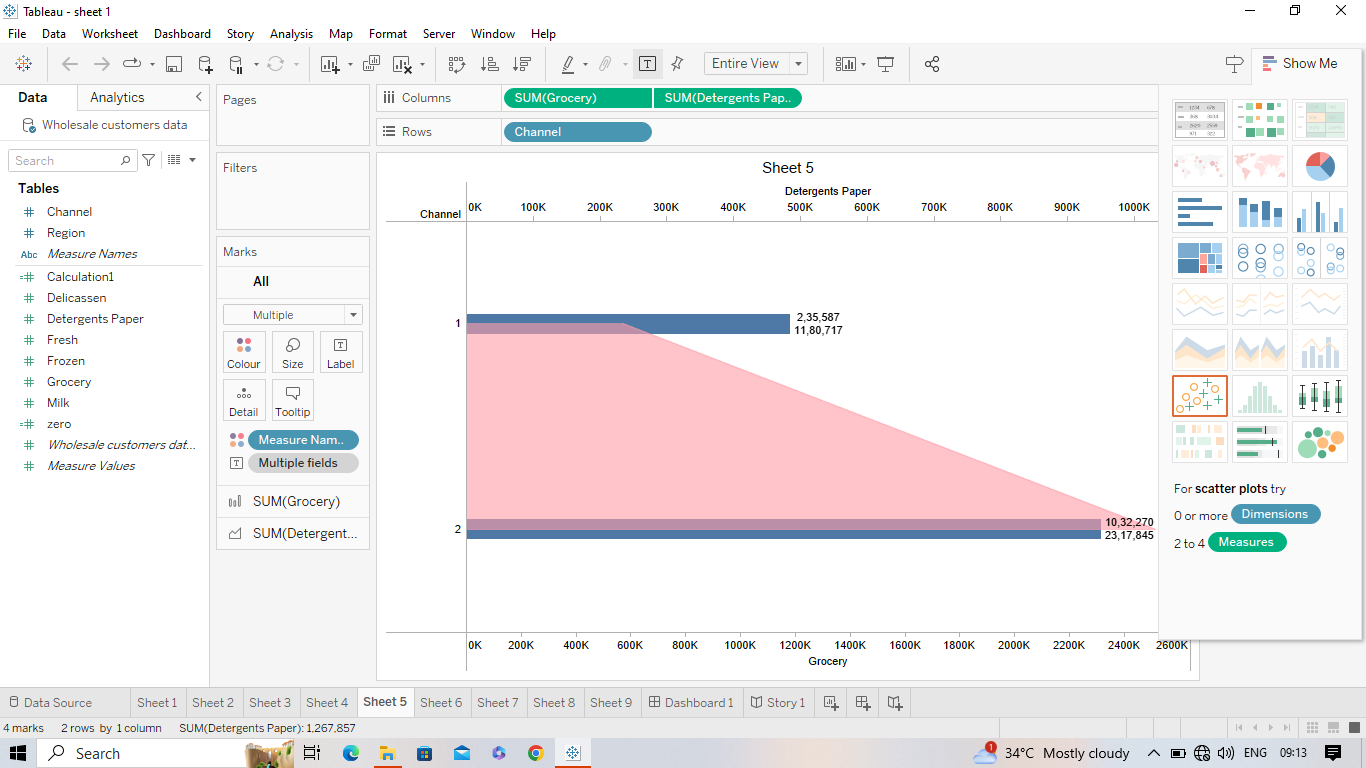 Tableau - sheet 1
File Data Worksheet Dashboard Story Analysis Map Format Server Window Help
Entire View
Show Me
Data Analytics
Wholesale customers data
Search
Tables
Channel
Region
Abc Measure Names
Calculation1
Delicassen
Detergents Paper
Fresh
Frozen
Grocery
Milk
zero
Wholesale customers dat...
Measure Values
Pages
Filters
Marks
All
Multiple
Colour Size Label
Detail Tooltip
Measure Nam..
Multiple fields
SUM(Grocery)
SUM(Detergent...
Columns SUM(Grocery) SUM(Detergents Pap..
Rows Channel
Sheet 5
Detergents Paper
Channel 0K 100K 200K 300K 400K 500K 600K 700K 800K 900K 1000K
1 2,35,587
11,80,717
2 10,32,270
23,17,845
0K 200K 400K 600K 800K 1000K 1200K 1400K 1600K 1800K 2000K 2200K 2400K 2600K
Grocery
For scatter plots try
0 or more Dimensions
2 to 4 Measures
Data Source Sheet 1 Sheet 2 Sheet 3 Sheet 4 Sheet 5 Sheet 6 Sheet 7 Sheet 8 Sheet 9 Dashboard 1 Story 1
4 marks 2 rows by 1 column SUM(Detergents Paper): 1,267,857
Search 1 34°C Mostly cloudy ENG 09:13